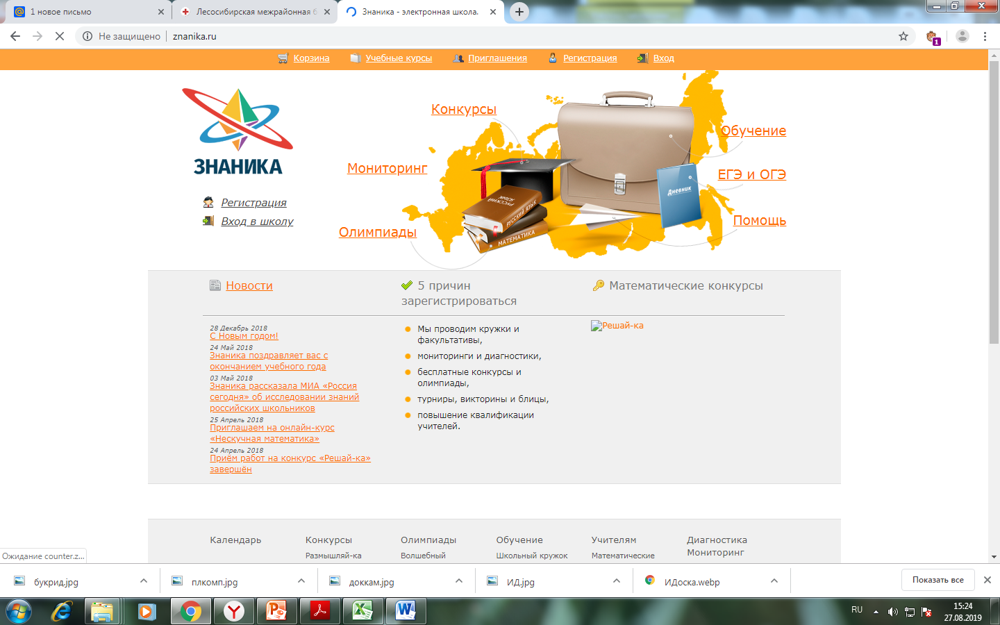 1 новое письмо
Лесосибирская межрайонная б
Знаника - электронная школа.
Не защищено
znanika.ru
1
Корзина
Учебные курсы
Приглашения
Регистрация
Вход
ЗНАНИКА
Регистрация
Вход в школу
Конкурсы
Мониторинг
Олимпиады
Обучение
ЕГЭ и ОГЭ
Помощь
Дневник
РУССКИЙ
ЯЗЫК
РУССКИЙ ЯЗЫК
МАТЕМАТИКА
Новости
28 Декабрь 2018
С Новым годом!
24 Май 2018
Знаника поздравляет вас с
окончанием учебного года
03 Май 2018
Знаника рассказала МИА «Россия
сегодня» об исследовании знаний
российских школьников
25 Апрель 2018
Приглашаем на онлайн-курс
«Нескучная математика»
24 Апрель 2018
Приём работ на конкурс «Решай-ка»
завершён
5 причин
зарегистрироваться
Мы проводим кружки и
факультативы,
мониторинги и диагностики,
бесплатные конкурсы и
олимпиады,
турниры, викторины и блицы,
повышение квалификации
учителей.
Математические конкурсы
Решай-ка
Календарь
Конкурсы
Размышляй-ка
Олимпиады
Волшебный
Обучение
Школьный кружок
Учителям
Математические
Диагностика
Мониторинг
Ожидание counter.z...
букрид.jpg
плкомп.jpg
доккам.jpg
ИД.jpg
ИДоска.webp
Показать все
RU
15:24
27.08.2019